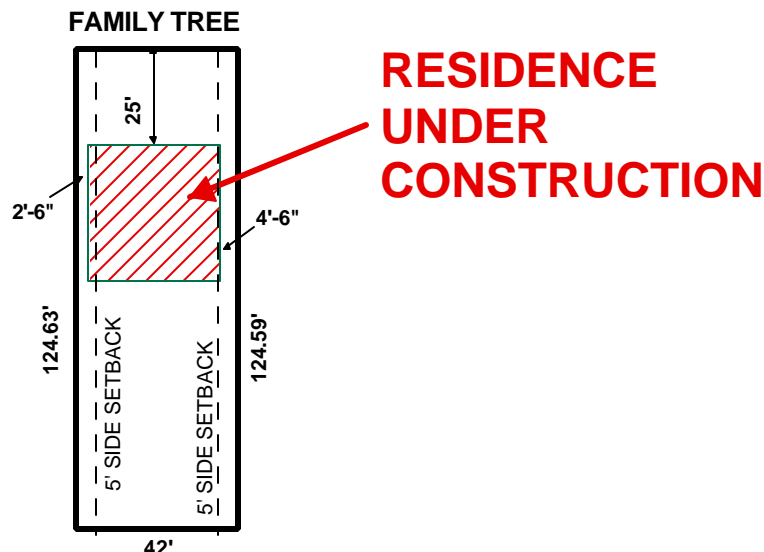 FAMILY TREE
RESIDENCE
UNDER
CONSTRUCTION
25'
2'-6"
4'-6"
124.63'
5' SIDE SETBACK
5' SIDE SETBACK
124.59'
42'